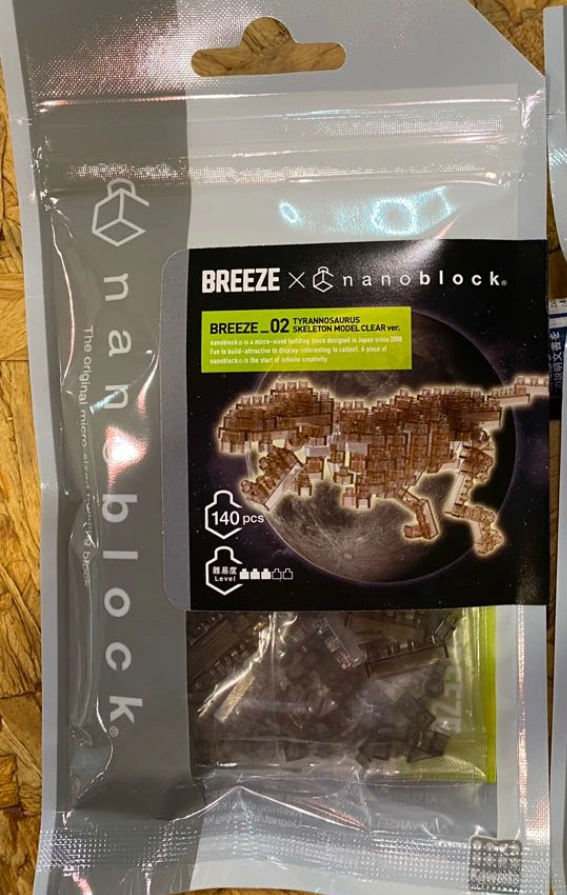 BREEZE × nanoblock®
BREEZE_02 TYRANNOSAURUS
SKELETON MODEL CLEAR ver.
nanoblock® is a micro-sized building block designed in Japan since 2008
Fun to build-attractive to display-interesting to collect. A piece of
nanoblock® is the start of infinite creativity.
140 pcs
難易度
Level
nanoblock®
The original micro-sized building block